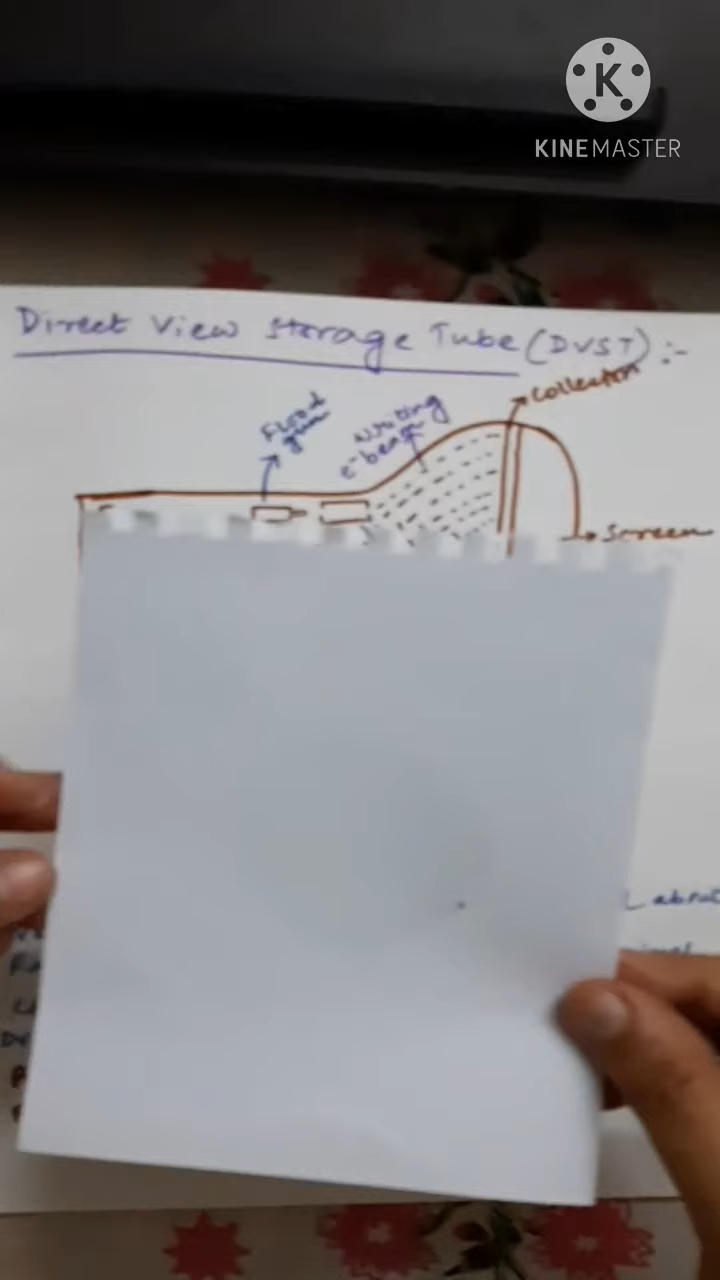 KINEMASTER
Direct View Storage Tube (DVST) :-
Collector
Flood gun
Writing
e- beam
Screen